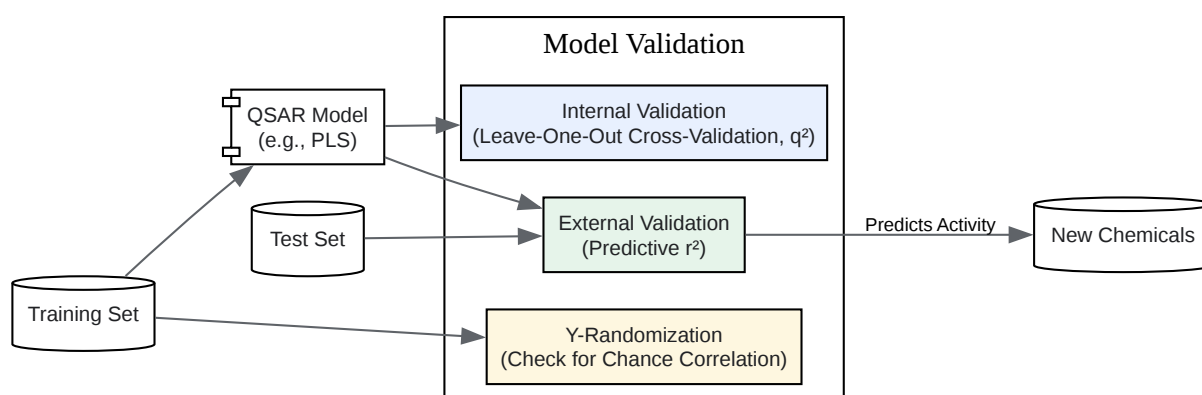 Model Validation
QSAR Model
(e.g., PLS)
Internal Validation
(Leave-One-Out Cross-Validation, q²)
Test Set
External Validation
(Predictive r²)
Predicts Activity
New Chemicals
Training Set
Y-Randomization
(Check for Chance Correlation)